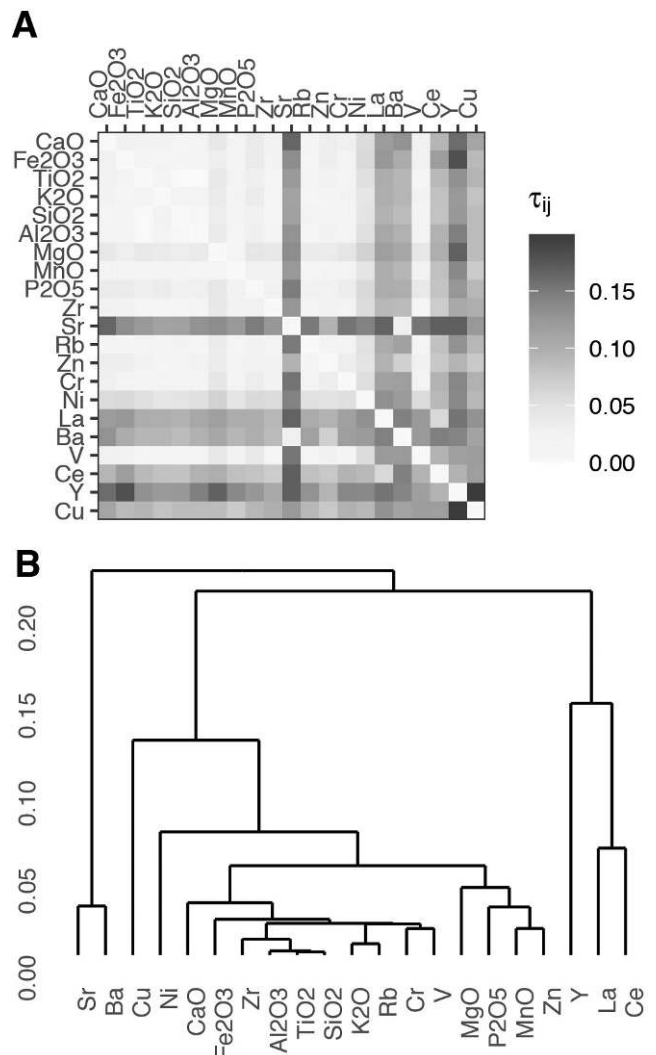 A
CaO Fe2O3 TiO2 K2O SiO2 Al2O3 MgO MnO P2O5 Zr Sr Rb Zn Cr Ni La Ba V Ce Y Cu
CaO
Fe2O3
TiO2
K2O
SiO2
Al2O3
MgO
MnO
P2O5
Zr
Sr
Rb
Zn
Cr
Ni
La
Ba
V
Ce
Y
Cu
τij
0.15
0.10
0.05
0.00
B
0.20
0.15
0.10
0.05
0.00
Sr Ba Cu Ni CaO Fe2O3 Zr Al2O3 TiO2 SiO2 K2O Rb Cr V MgO P2O5 MnO Zn Y La Ce